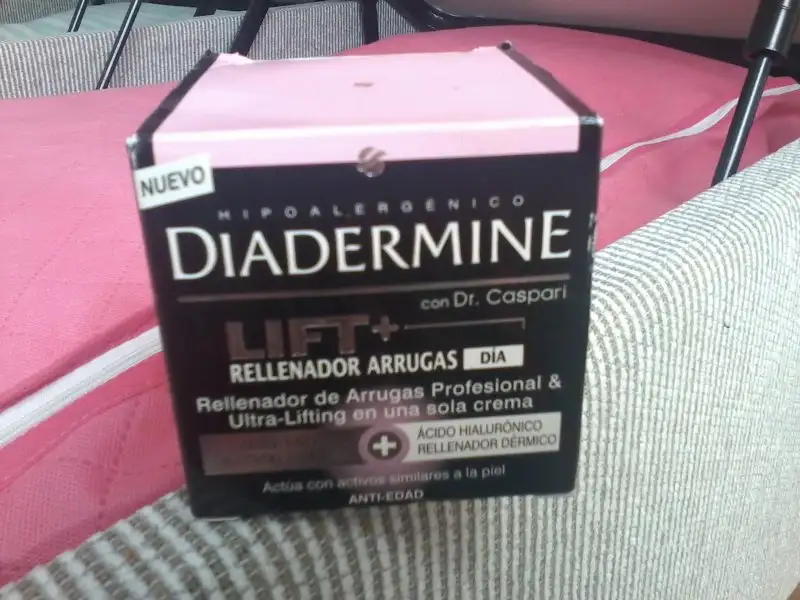 NUEVO
HIPOALERGÉNICO
DIADERMINE
con Dr. Caspari
LIFT+
RELLENADOR ARRUGAS DÍA
Rellenador de Arrugas Profesional &
Ultra-Lifting en una sola crema
+ ÁCIDO HIALURÓNICO
RELLENADOR DÉRMICO
Actúa con activos similares a la piel
ANTI-EDAD